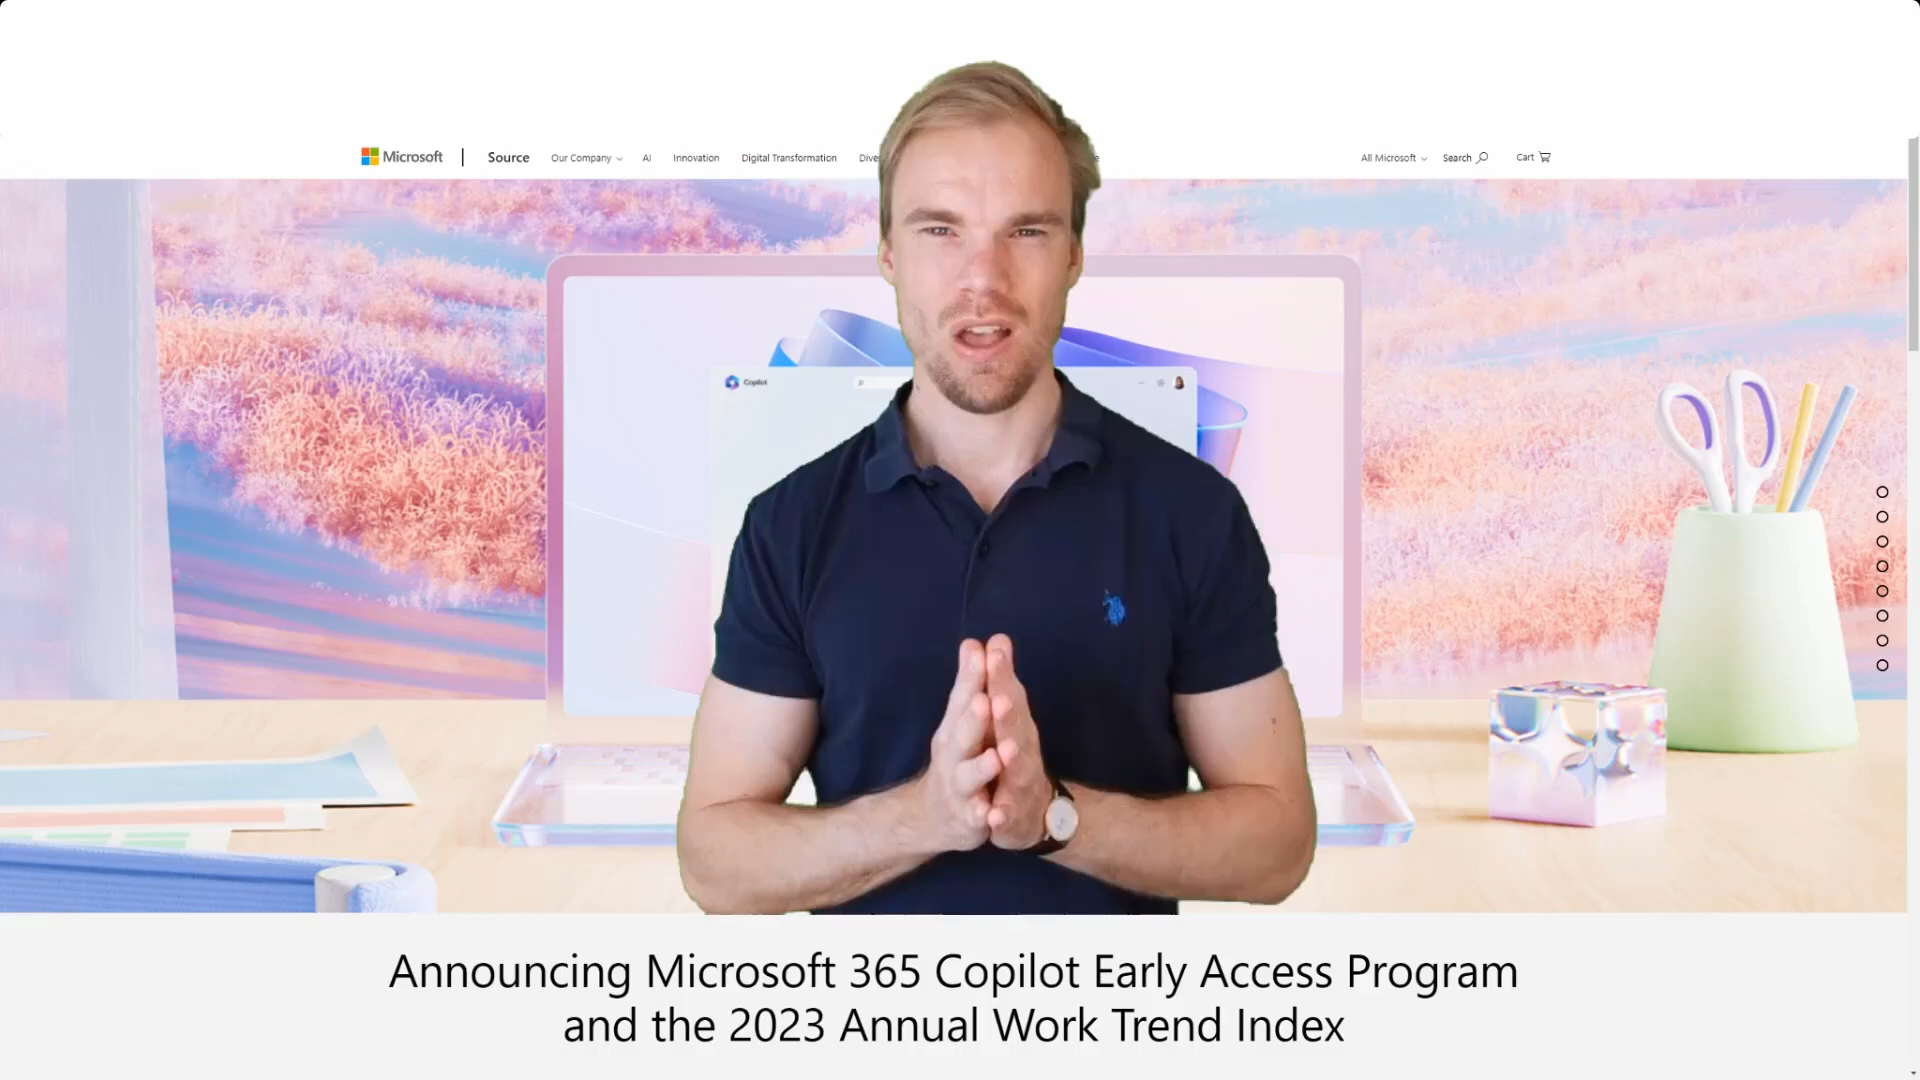 Microsoft | Source Our Company AI Innovation Digital Transformation All Microsoft Search Cart
Copilot
Announcing Microsoft 365 Copilot Early Access Program
and the 2023 Annual Work Trend Index